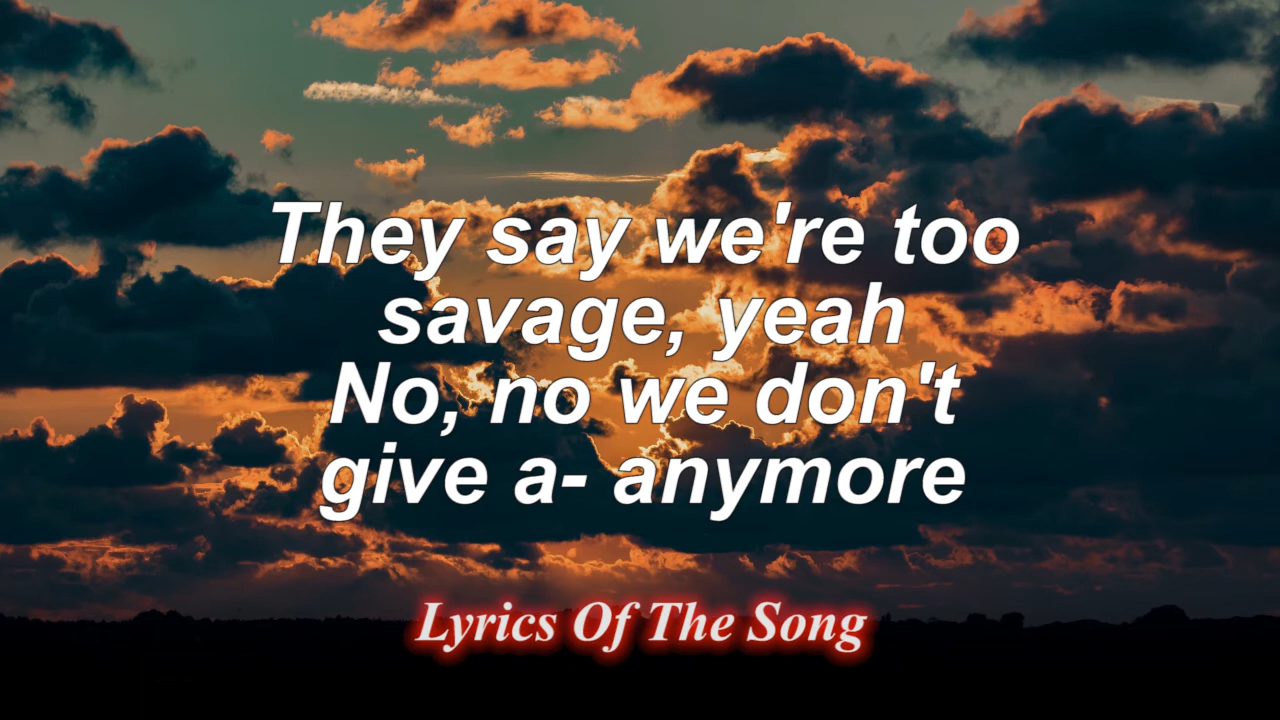 They say we're too
savage, yeah
No, no we don't
give a- anymore
Lyrics Of The Song